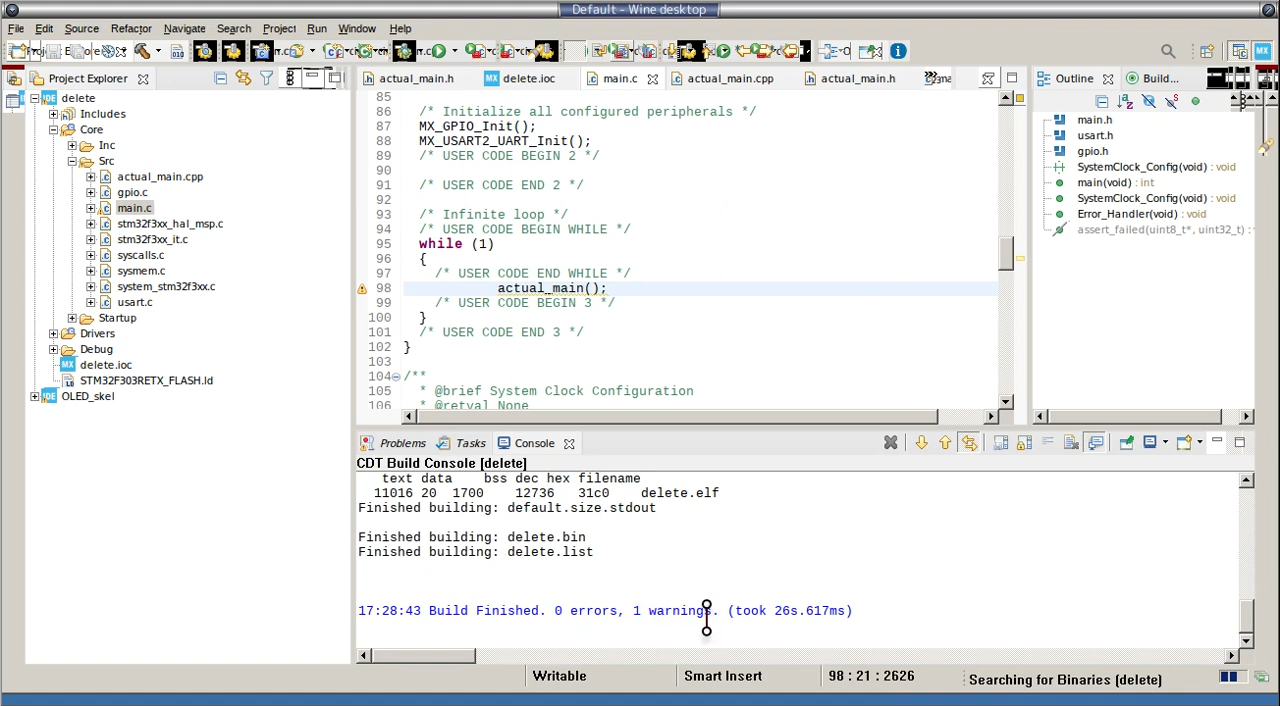 Default - Wine desktop
File Edit Source Refactor Navigate Search Project Run Window Help
Project Explorer
delete
Includes
Core
Inc
Src
actual_main.cpp
gpio.c
main.c
stm32f3xx_hal_msp.c
stm32f3xx_it.c
syscalls.c
sysmem.c
system_stm32f3xx.c
usart.c
Startup
Drivers
Debug
delete.ioc
STM32F303RETX_FLASH.ld
OLED_skel
actual_main.h delete.ioc main.c actual_main.cpp actual_main.h
85
86 /* Initialize all configured peripherals */
87 MX_GPIO_Init();
88 MX_USART2_UART_Init();
89 /* USER CODE BEGIN 2 */
90
91 /* USER CODE END 2 */
92
93 /* Infinite loop */
94 /* USER CODE BEGIN WHILE */
95 while (1)
96 {
97 /* USER CODE END WHILE */
98 actual_main();
99 /* USER CODE BEGIN 3 */
100 }
101 /* USER CODE END 3 */
102 }
103
104 /**
105 * @brief System Clock Configuration
106 * @retval None
Outline Build...
main.h
usart.h
gpio.h
SystemClock_Config(void) : void
main(void) : int
SystemClock_Config(void) : void
Error_Handler(void) : void
assert_failed(uint8_t*, uint32_t) :
Problems Tasks Console
CDT Build Console [delete]
text data bss dec hex filename
11016 20 1700 12736 31c0 delete.elf
Finished building: default.size.stdout
Finished building: delete.bin
Finished building: delete.list
17:28:43 Build Finished. 0 errors, 1 warnings. (took 26s.617ms)
Writable Smart Insert 98 : 21 : 2626 Searching for Binaries (delete)